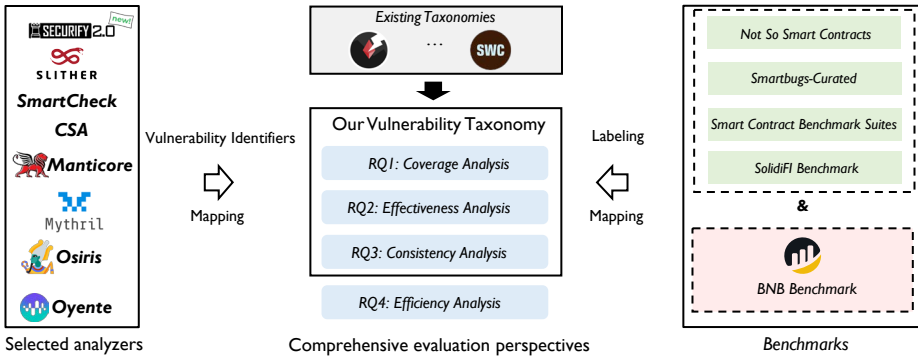 new!
SECURIFY 2.0
SLITHER
SmartCheck
CSA
Manticore
Mythril
Osiris
Oyente
Selected analyzers
Vulnerability Identifiers
Mapping
Existing Taxonomies
...
SWC
Our Vulnerability Taxonomy
RQ1: Coverage Analysis
RQ2: Effectiveness Analysis
RQ3: Consistency Analysis
RQ4: Efficiency Analysis
Comprehensive evaluation perspectives
Labeling
Mapping
Not So Smart Contracts
Smartbugs-Curated
Smart Contract Benchmark Suites
SolidiFI Benchmark
&
BNB Benchmark
Benchmarks